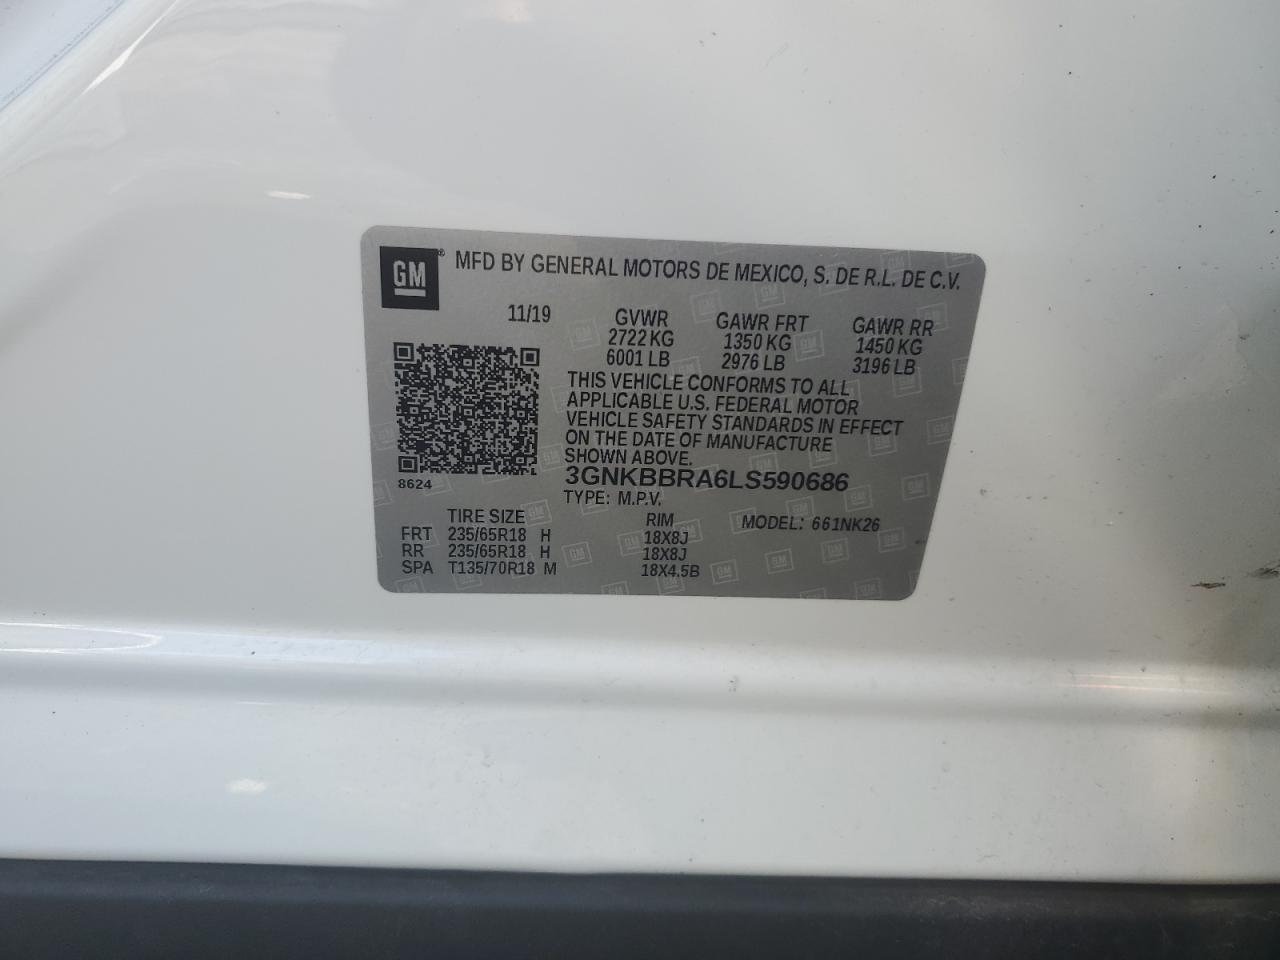 GM® MFD BY GENERAL MOTORS DE MEXICO, S. DE R.L. DE C.V.
11/19 GVWR GAWR FRT GAWR RR
2722 KG 1350 KG 1450 KG
6001 LB 2976 LB 3196 LB
THIS VEHICLE CONFORMS TO ALL
APPLICABLE U.S. FEDERAL MOTOR
VEHICLE SAFETY STANDARDS IN EFFECT
ON THE DATE OF MANUFACTURE
SHOWN ABOVE.
8624
3GNKBBRA6LS590686
TYPE: M.P.V.
TIRE SIZE RIM MODEL: 661NK26
FRT 235/65R18 H 18X8J
RR 235/65R18 H 18X8J
SPA T135/70R18 M 18X4.5B